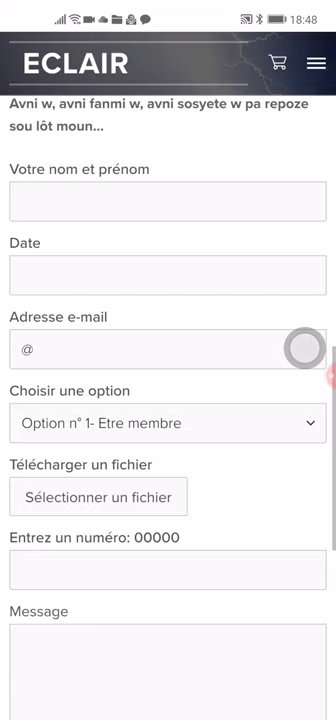 18:48
ECLAIR
Avni w, avni fanmi w, avni sosyete w pa repoze
sou lôt moun...
Votre nom et prénom
Date
Adresse e-mail
@
Choisir une option
Option n° 1- Etre membre
Télécharger un fichier
Sélectionner un fichier
Entrez un numéro: 00000
Message